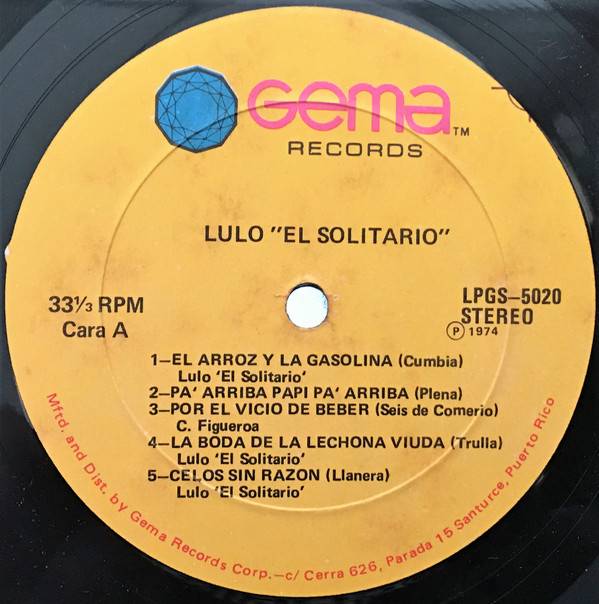 Gema TM
RECORDS
LULO "EL SOLITARIO"
33⅓ RPM
Cara A
LPGS-5020
STEREO
Ⓟ 1974
1-EL ARROZ Y LA GASOLINA (Cumbia)
Lulo 'El Solitario'
2-PA' ARRIBA PAPI PA' ARRIBA (Plena)
3-POR EL VICIO DE BEBER (Seis de Comerio)
C. Figueroa
4-LA BODA DE LA LECHONA VIUDA (Trulla)
Lulo 'El Solitario'
5-CELOS SIN RAZON (Llanera)
Lulo 'El Solitario'
Mftd. and Dist. by Gema Records Corp.-c/ Cerra 626, Parada 15 Santurce, Puerto Rico